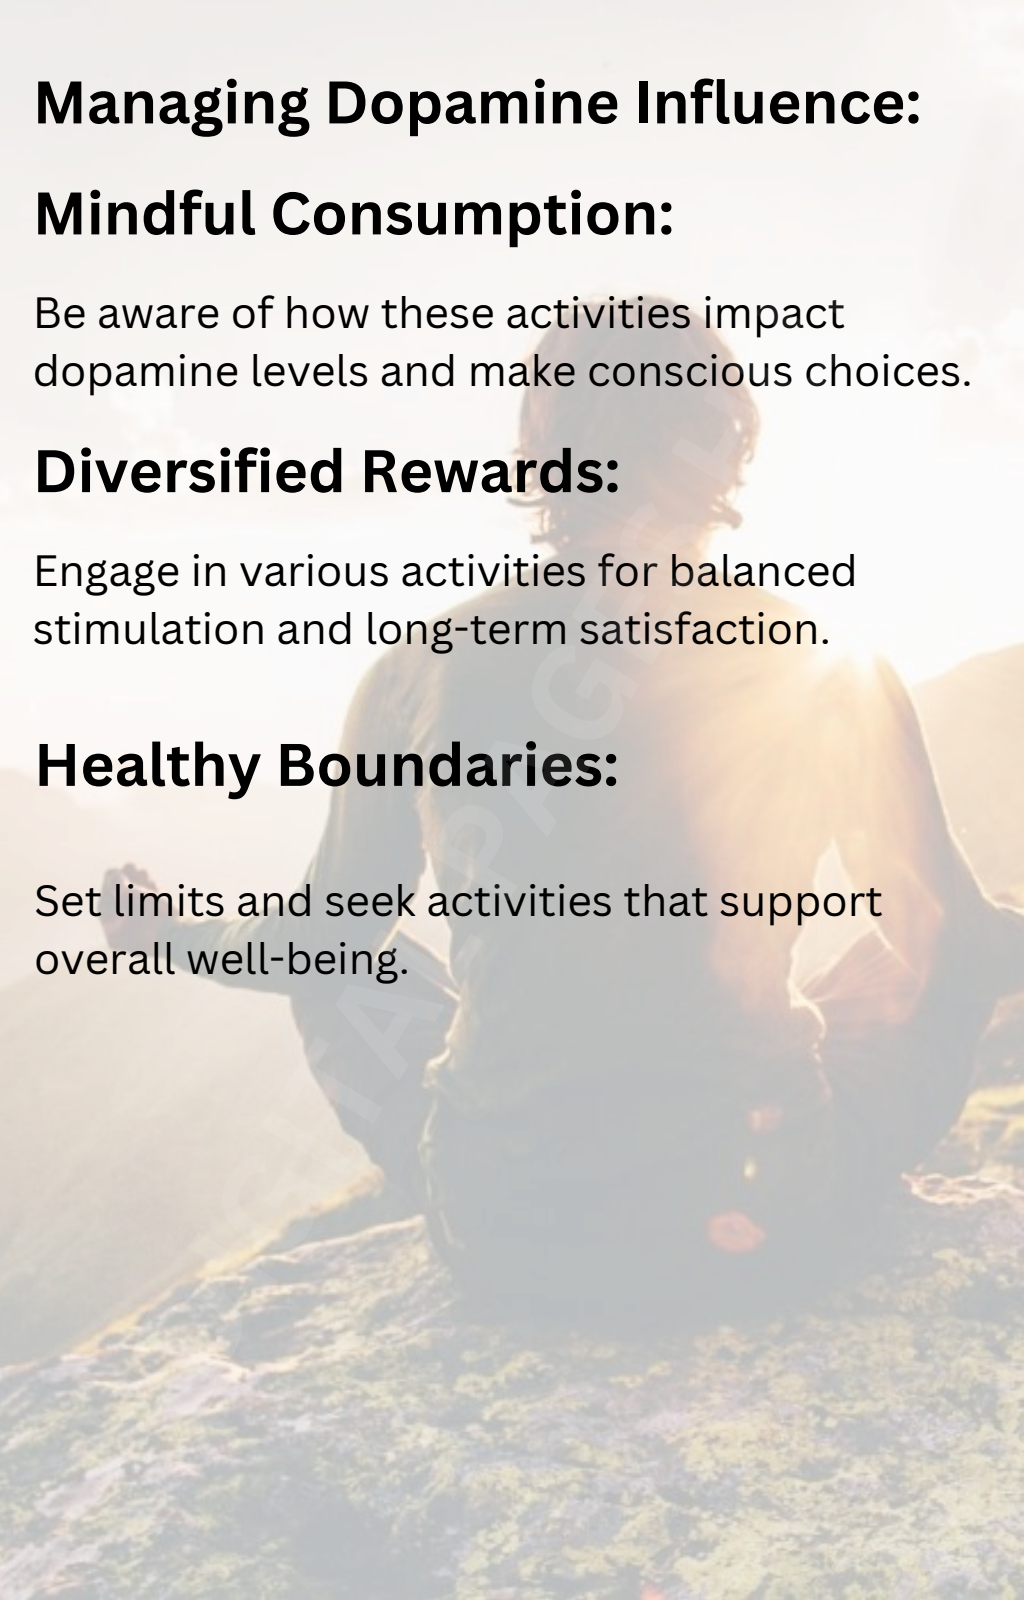 Managing Dopamine Influence:
Mindful Consumption:
Be aware of how these activities impact
dopamine levels and make conscious choices.
Diversified Rewards:
Engage in various activities for balanced
stimulation and long-term satisfaction.
Healthy Boundaries:
Set limits and seek activities that support
overall well-being.